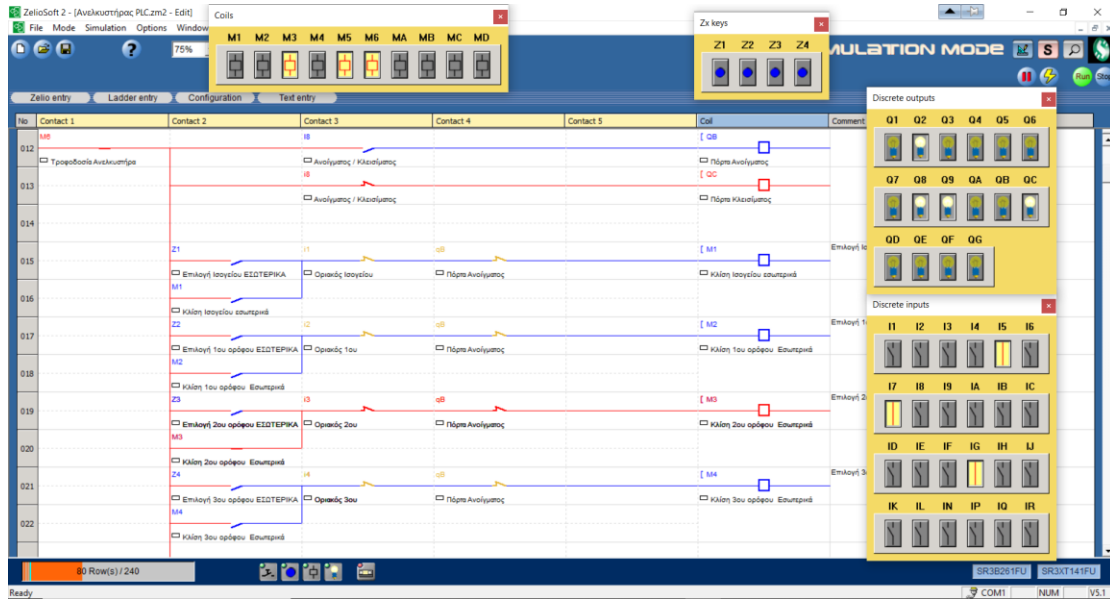 ZelioSoft 2 - [Ανελκυστήρας PLC.zm2 - Edit]
File Mode Simulation Options Window
75%
Coils
M1 M2 M3 M4 M5 M6 MA MB MC MD
Zx keys
Z1 Z2 Z3 Z4
MULATION MODE
S
Run Stop
Zelio entry Ladder entry Configuration Text entry
No Contact 1 Contact 2 Contact 3 Contact 4 Contact 5 Coil Comment
012 M6 I8 [ QB
Τροφοδοσία Ανελκυστήρα Ανοίγματος / Κλεισίματος Πόρτα Ανοίγματος
013 i8 [ QC
Ανοίγματος / Κλεισίματος Πόρτα Κλεισίματος
014
015 Z1 i1 qB [ M1
Επιλογή Ισογείου ΕΣΩΤΕΡΙΚΑ Οριακός Ισογείου Πόρτα Ανοίγματος Κλίση Ισογείου εσωτερικά
016 M1
Κλίση Ισογείου εσωτερικά
017 Z2 i2 qB [ M2
Επιλογή 1ου ορόφου ΕΣΩΤΕΡΙΚΑ Οριακός 1ου Πόρτα Ανοίγματος Κλίση 1ου ορόφου Εσωτερικά
018 M2
Κλίση 1ου ορόφου Εσωτερικά
019 Z3 i3 qB [ M3
Επιλογή 2ου ορόφου ΕΣΩΤΕΡΙΚΑ Οριακός 2ου Πόρτα Ανοίγματος Κλίση 2ου ορόφου Εσωτερικά
020 M3
Κλίση 2ου ορόφου Εσωτερικά
021 Z4 i4 qB [ M4
Επιλογή 3ου ορόφου ΕΣΩΤΕΡΙΚΑ Οριακός 3ου Πόρτα Ανοίγματος Κλίση 3ου ορόφου Εσωτερικά
022 M4
Κλίση 3ου ορόφου Εσωτερικά
Discrete outputs
Q1 Q2 Q3 Q4 Q5 Q6
Q7 Q8 Q9 QA QB QC
QD QE QF QG
Discrete inputs
I1 I2 I3 I4 I5 I6
I7 I8 I9 IA IB IC
ID IE IF IG IH IJ
IK IL IN IP IQ IR
80 Row(s) / 240
SR3B261FU SR3XT141FU
Ready COM1 NUM V5.1